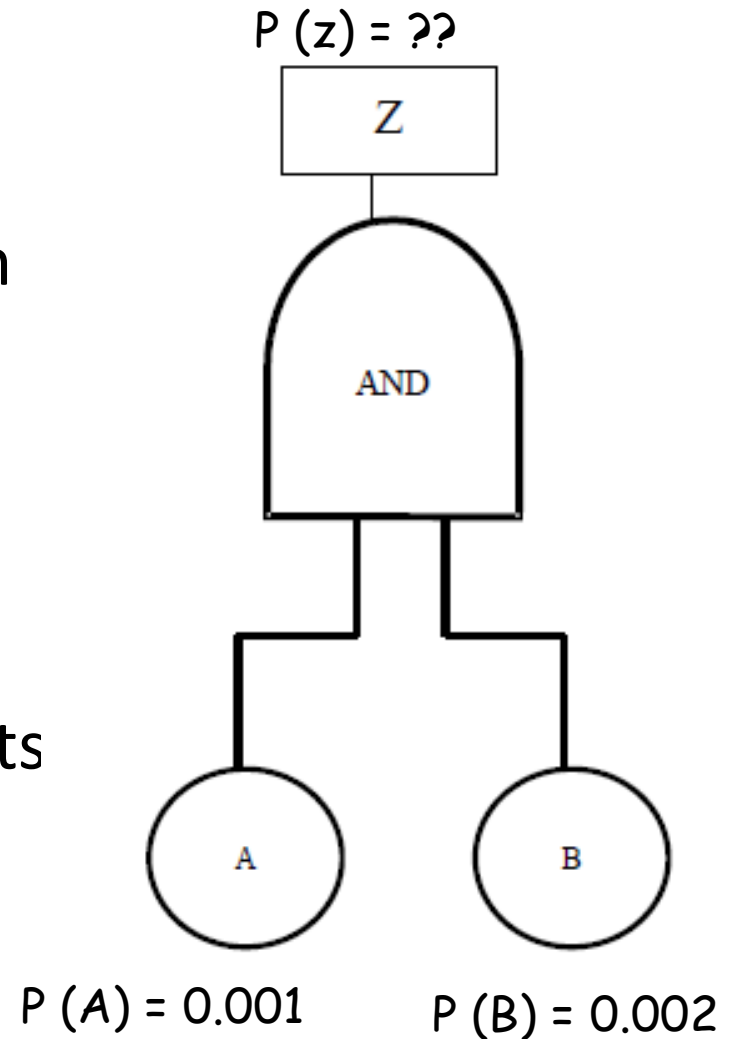 P (z) = ??
Z
AND
A
B
P (A) = 0.001
P (B) = 0.002